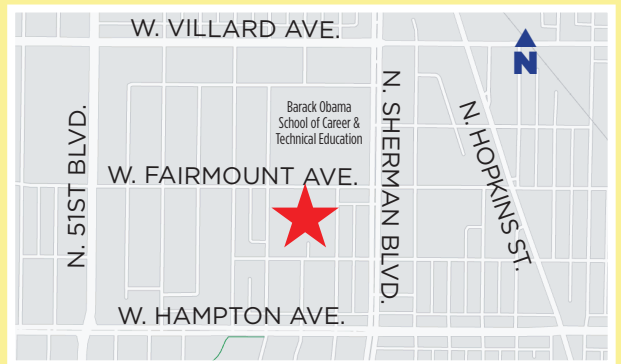 W. VILLARD AVE.
N
Barack Obama
School of Career &
Technical Education
W. FAIRMOUNT AVE.
N. 51ST BLVD.
N. SHERMAN BLVD.
N. HOPKINS ST.
W. HAMPTON AVE.